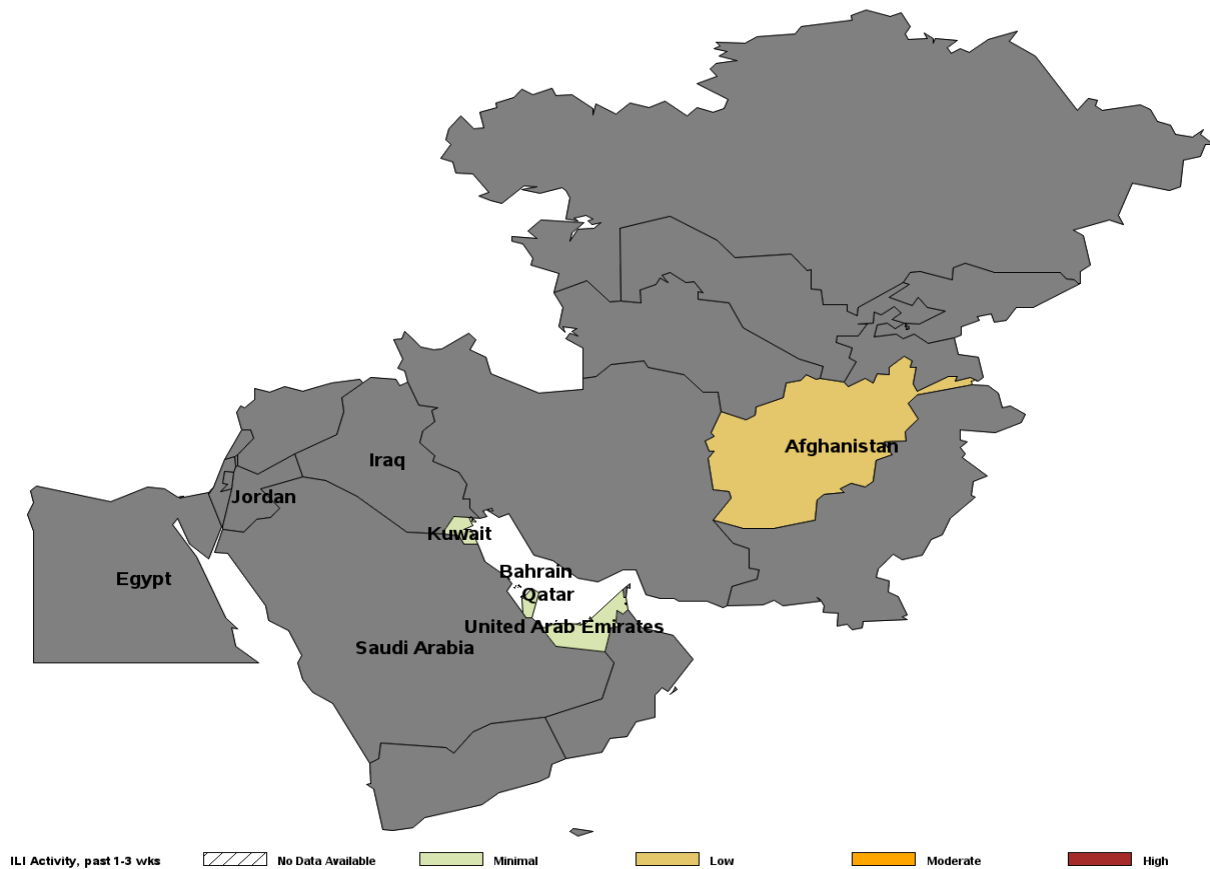 Afghanistan
Iraq
Jordan
Kuwait
Bahrain
Egypt
Qatar
United Arab Emirates
Saudi Arabia
ILI Activity, past 1-3 wks No Data Available Minimal Low Moderate High